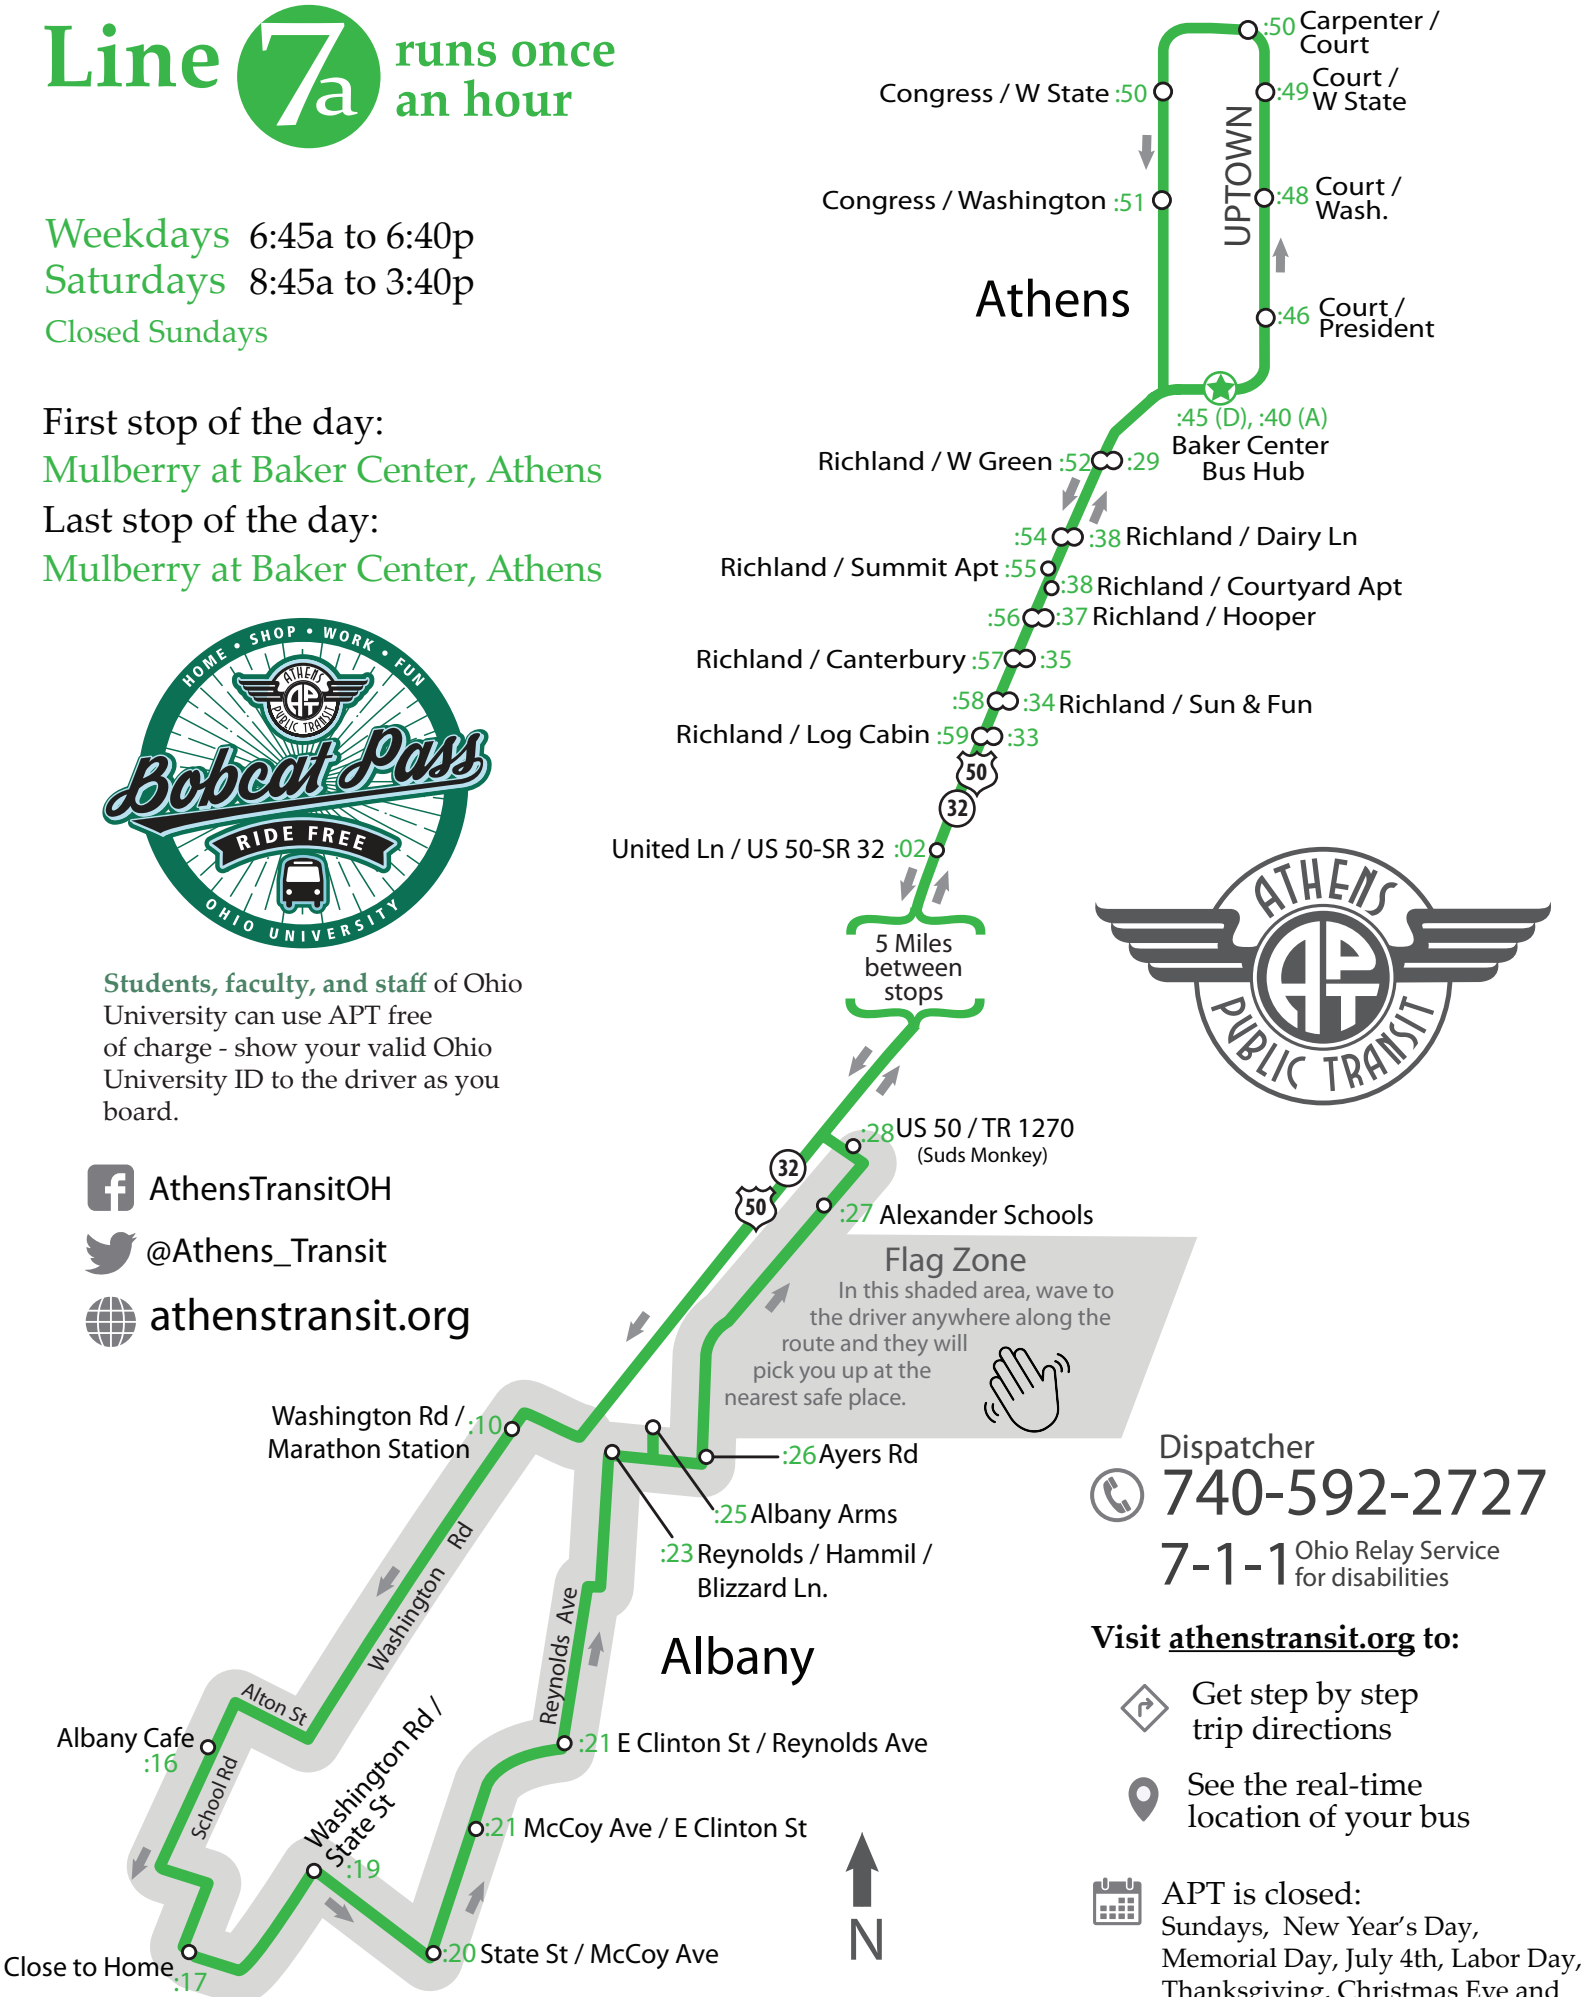 Line 7a runs once
an hour
Weekdays 6:45a to 6:40p
Saturdays 8:45a to 3:40p
Closed Sundays
First stop of the day:
Mulberry at Baker Center, Athens
Last stop of the day:
Mulberry at Baker Center, Athens
HOME • SHOP • WORK • FUN
ATHENS
APT
PUBLIC TRANSIT
Bobcat Pass
RIDE FREE
OHIO UNIVERSITY
Students, faculty, and staff of Ohio
University can use APT free
of charge - show your valid Ohio
University ID to the driver as you
board.
AthensTransitOH
@Athens_Transit
athenstransit.org
:50 Carpenter /
Court
Court /
:49 W State
Congress / W State :50
UPTOWN
:48 Court /
Wash.
Congress / Washington :51
Athens
:46 Court /
President
:45 (D), :40 (A)
Baker Center
Bus Hub
Richland / W Green :52 :29
:54 :38 Richland / Dairy Ln
Richland / Summit Apt :55
:38 Richland / Courtyard Apt
:56 :37 Richland / Hooper
Richland / Canterbury :57 :35
:58 :34 Richland / Sun & Fun
Richland / Log Cabin :59 :33
50
32
United Ln / US 50-SR 32 :02
5 Miles
between
stops
ATHENS
APT
PUBLIC TRANSIT
:28 US 50 / TR 1270
(Suds Monkey)
32
50
:27 Alexander Schools
Flag Zone
In this shaded area, wave to
the driver anywhere along the
route and they will
pick you up at the
nearest safe place.
Washington Rd / :10
Marathon Station
:26 Ayers Rd
:25 Albany Arms
:23 Reynolds / Hammil /
Blizzard Ln.
Washington Rd
Reynolds Ave
Albany
Alton St
Albany Cafe
:16
School Rd
Washington Rd /
State St
:19
:21 E Clinton St / Reynolds Ave
:21 McCoy Ave / E Clinton St
:20 State St / McCoy Ave
Close to Home :17
N
Dispatcher
740-592-2727
7-1-1 Ohio Relay Service
for disabilities
Visit athenstransit.org to:
Get step by step
trip directions
See the real-time
location of your bus
APT is closed:
Sundays, New Year's Day,
Memorial Day, July 4th, Labor Day,
Thanksgiving, Christmas Eve and